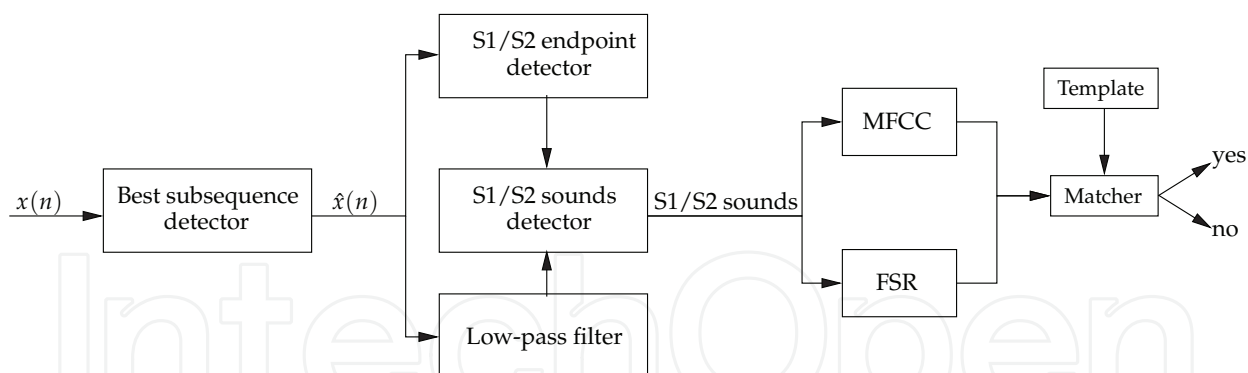 x(n)
Best subsequence
detector
x̂(n)
S1/S2 endpoint
detector
S1/S2 sounds
detector
Low-pass filter
S1/S2 sounds
MFCC
FSR
Template
Matcher
yes
no
IntechOpen